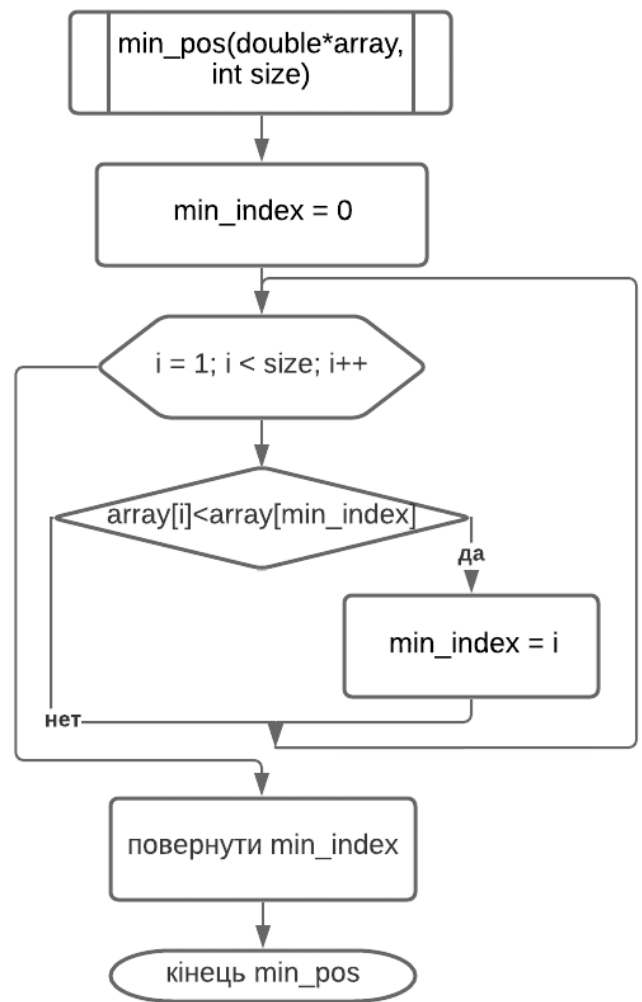 min_pos(double*array,
int size)
min_index = 0
i = 1; i < size; i++
array[i]<array[min_index]
да
min_index = i
нет
повернути min_index
кінець min_pos